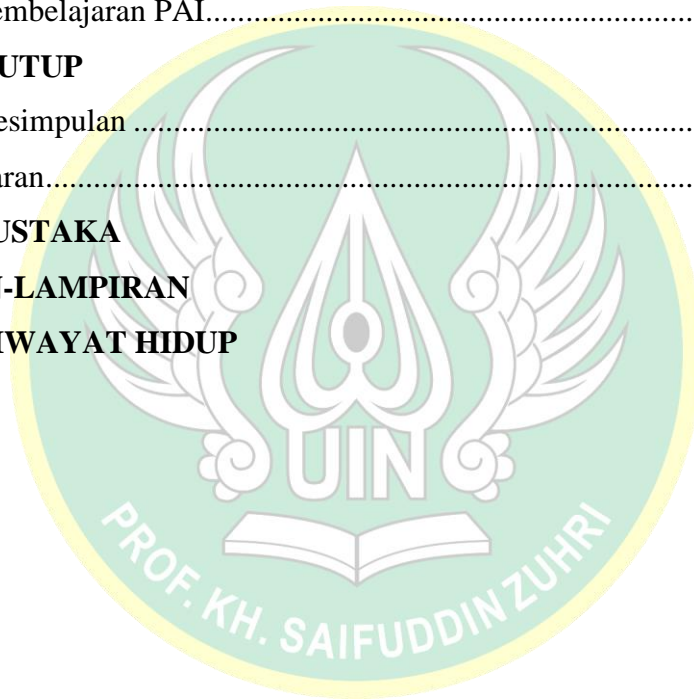 embelajaran PAI.......................................................................
UTUP
esimpulan ................................................................................
aran...........................................................................................
USTAKA
N-LAMPIRAN
IWAYAT HIDUP
UIN
PROF. KH. SAIFUDDIN ZUHRI